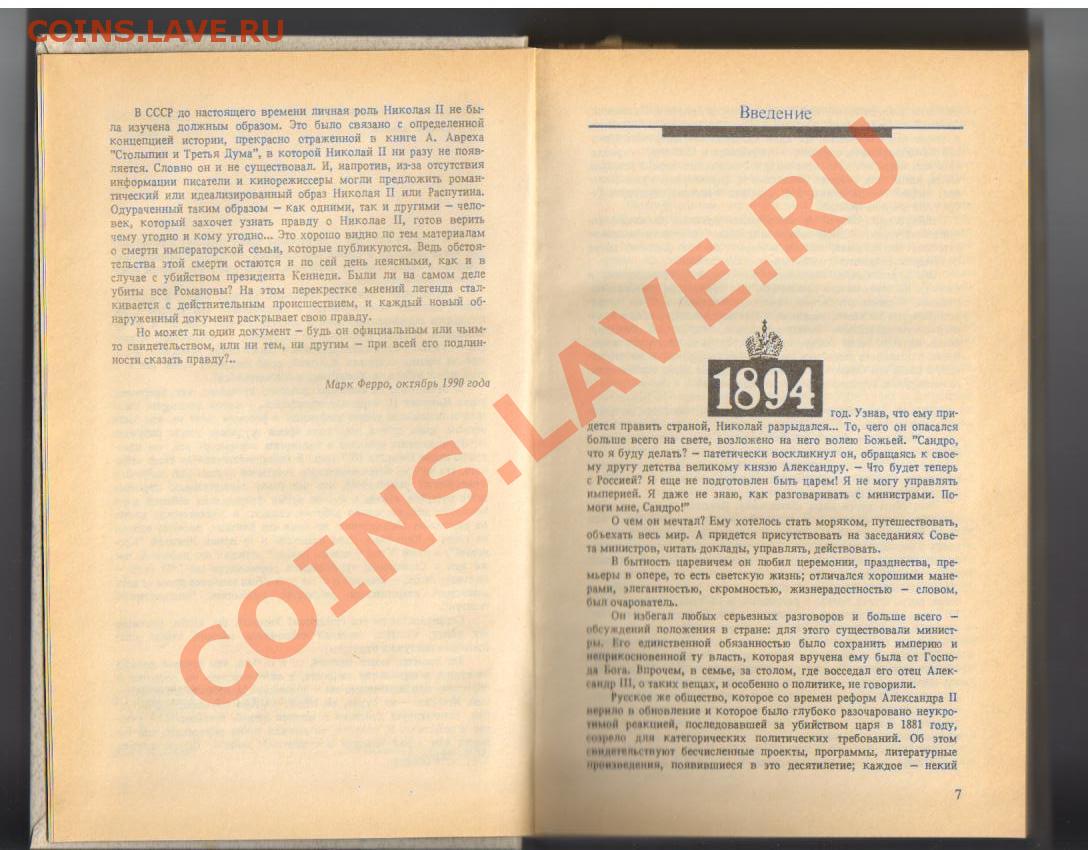 COINS.LAVE.RU
В СССР до настоящего времени личная роль Николая II не бы-
ла изучена должным образом. Это было связано с определенной
концепцией истории, прекрасно отраженной в книге А. Авреха
"Столыпин и Третья Дума", в которой Николай II ни разу не появ-
ляется. Словно он и не существовал. И, напротив, из-за отсутствия
информации писатели и кинорежиссеры могли предложить роман-
тический или идеализированный образ Николая II или Распутина.
Одураченный таким образом — как одними, так и другими — чело-
век, который захочет узнать правду о Николае II, готов верить
чему угодно и кому угодно... Это хорошо видно по тем материалам
о смерти императорской семьи, которые публикуются. Ведь обстоя-
тельства этой смерти остаются и по сей день неясными, как и в
случае с убийством президента Кеннеди. Были ли на самом деле
убиты все Романовы? На этом перекрестке мнений легенда стал-
кивается с действительным происшествием, и каждый новый об-
наруженный документ раскрывает свою правду.
Но может ли один документ — будь он официальным или чьим-
то свидетельством, или ни тем, ни другим — при всей его подлин-
ности сказать правду?..
Марк Ферро, октябрь 1990 года
Введение
1894 год. Узнав, что ему при-
дется править страной, Николай разрыдался... То, чего он опасался
больше всего на свете, возложено на него волею Божьей. "Сандро,
что я буду делать? — патетически воскликнул он, обращаясь к свое-
му другу детства великому князю Александру. — Что будет теперь
с Россией? Я еще не подготовлен быть царем! Я не могу управлять
империей. Я даже не знаю, как разговаривать с министрами. По-
моги мне, Сандро!"
О чем он мечтал? Ему хотелось стать моряком, путешествовать,
объехать весь мир. А придется присутствовать на заседаниях Сове-
та министров, читать доклады, управлять, действовать.
В бытность царевичем он любил церемонии, празднества, пре-
мьеры в опере, то есть светскую жизнь; отличался хорошими мане-
рами, элегантностью, скромностью, жизнерадостностью — словом,
был очарователь.
Он избегал любых серьезных разговоров и больше всего —
обсуждений положения в стране: для этого существовали минист-
ры. Его единственной обязанностью было сохранить империю и
неприкосновенной ту власть, которая вручена ему была от Госпо-
да Бога. Впрочем, в семье, за столом, где восседал его отец Алек-
сандр III, о таких вещах, и особенно о политике, не говорили.
Русское же общество, которое со времен реформ Александра II
верило в обновление и которое было глубоко разочаровано неукро-
тимой реакцией, последовавшей за убийством царя в 1881 году,
созрело для категорических политических требований. Об этом
свидетельствуют бесчисленные проекты, программы, литературные
произведения, появившиеся в это десятилетие; каждое — некий
7
COINS.LAVE.RU